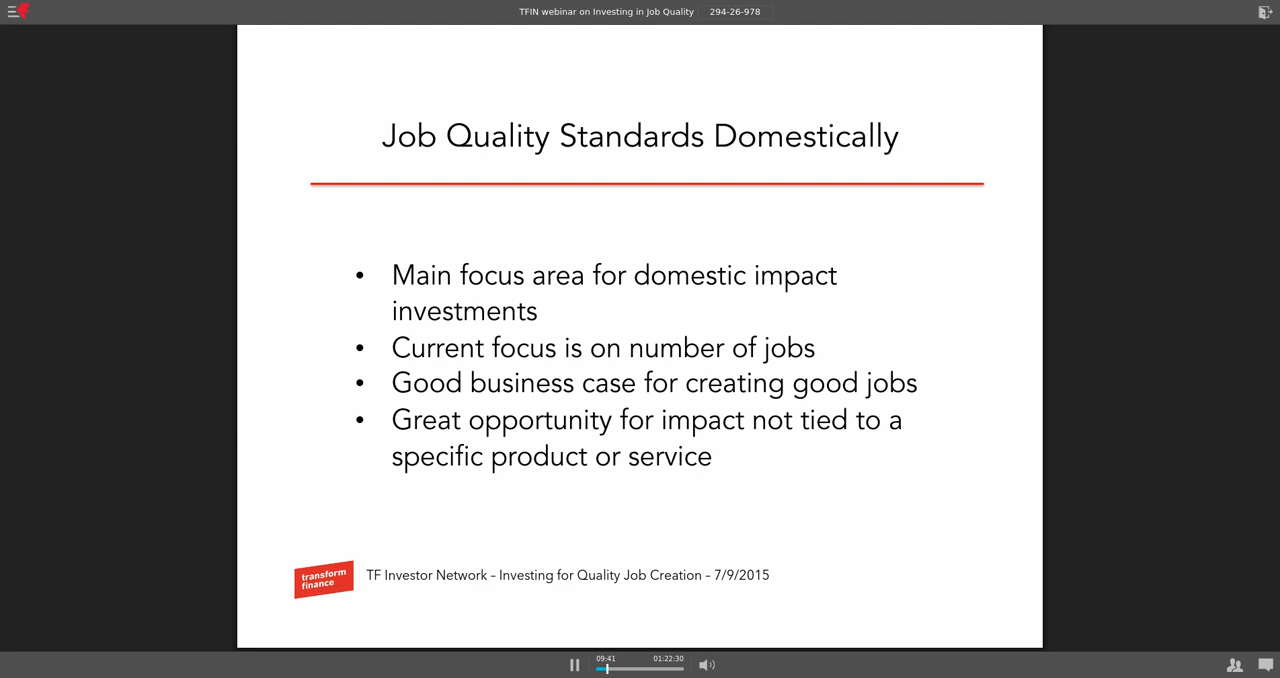 TFIN webinar on Investing in Job Quality 294-26-978
Job Quality Standards Domestically
• Main focus area for domestic impact
investments
• Current focus is on number of jobs
• Good business case for creating good jobs
• Great opportunity for impact not tied to a
specific product or service
transform
finance
TF Investor Network – Investing for Quality Job Creation – 7/9/2015
09:41 01:22:30